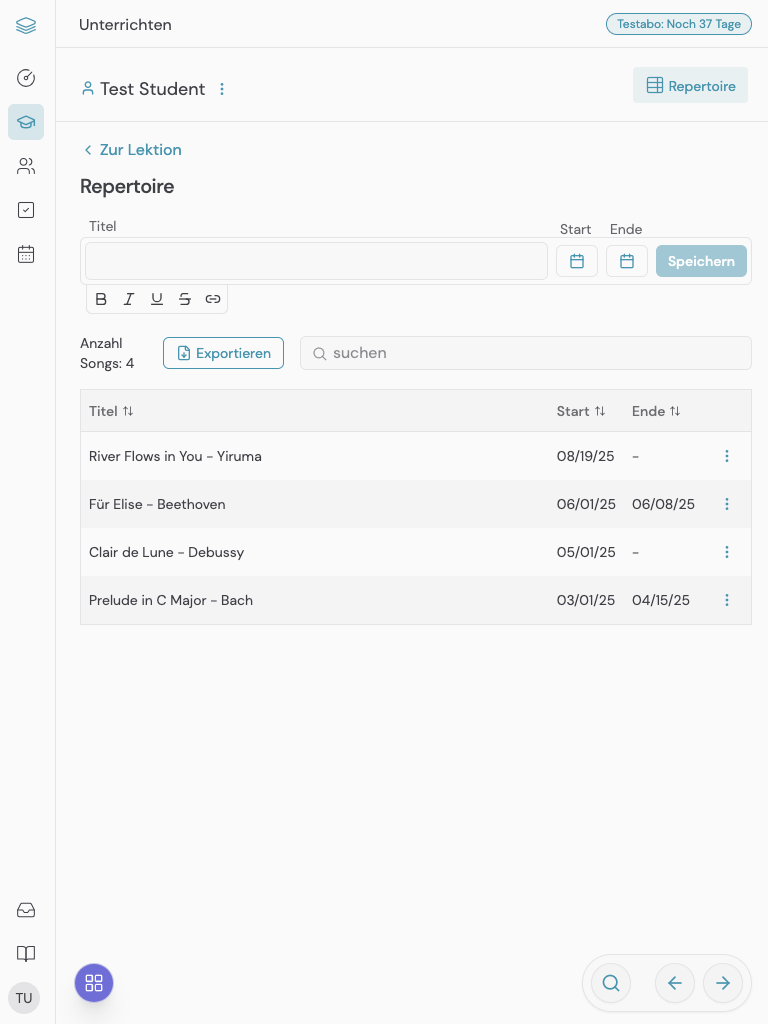 Unterrichten
Testabo: Noch 37 Tage
Test Student
Repertoire
Zur Lektion
Repertoire
Titel
Start
Ende
Speichern
B I U S
Anzahl
Songs: 4
Exportieren
suchen
Titel Start Ende
River Flows in You - Yiruma 08/19/25 -
Für Elise - Beethoven 06/01/25 06/08/25
Clair de Lune - Debussy 05/01/25 -
Prelude in C Major - Bach 03/01/25 04/15/25
TU